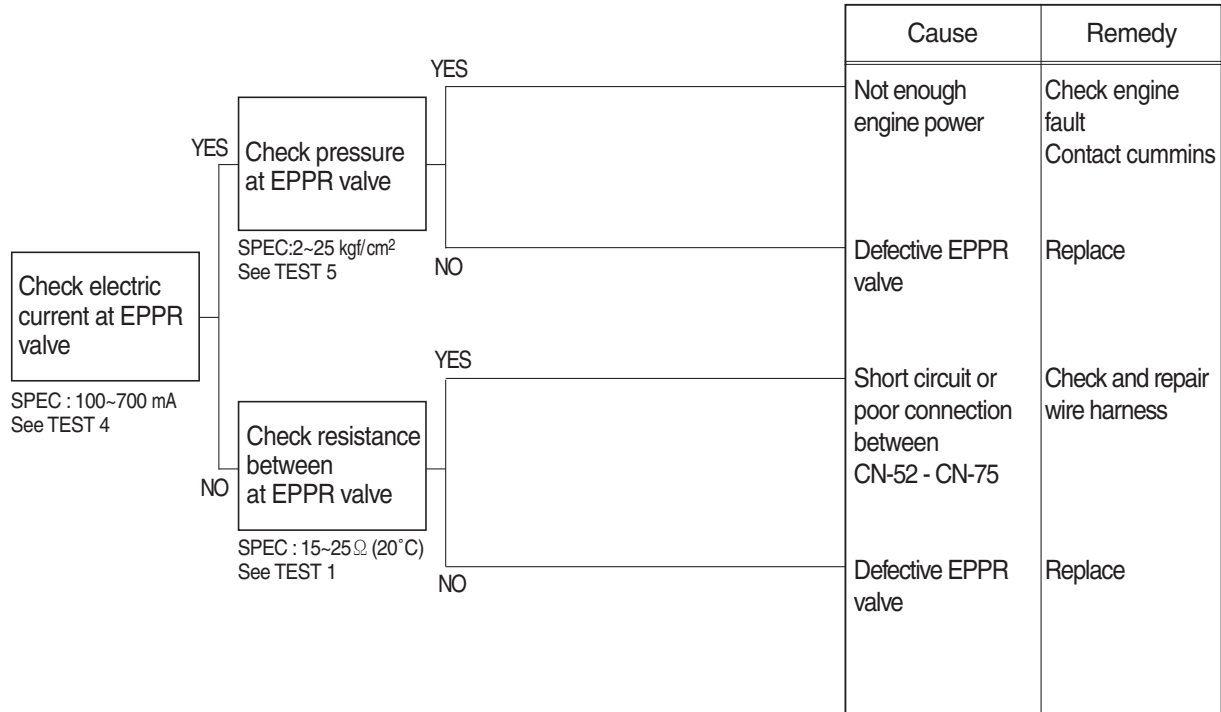 Cause
Remedy
YES
Not enough
engine power
Check engine
fault
Contact cummins
YES
Check pressure
at EPPR valve
SPEC:2~25 kgf/cm²
See TEST 5
NO
Defective EPPR
valve
Replace
Check electric
current at EPPR
valve
SPEC : 100~700 mA
See TEST 4
YES
Short circuit or
poor connection
between
CN-52 - CN-75
Check and repair
wire harness
NO
Check resistance
between
at EPPR valve
SPEC : 15~25Ω (20˚C)
See TEST 1
NO
Defective EPPR
valve
Replace